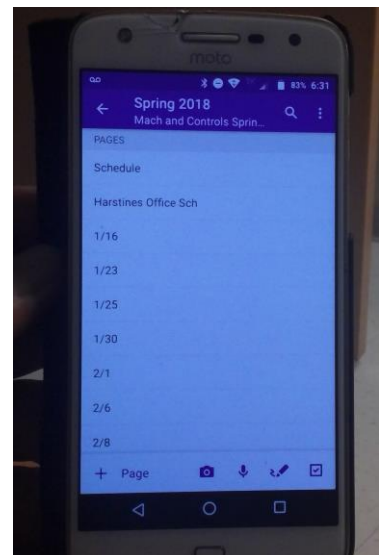 moto
83% 6:31
Spring 2018
Mach and Controls Sprin...
PAGES
Schedule
Harstines Office Sch
1/16
1/23
1/25
1/30
2/1
2/6
2/8
+ Page